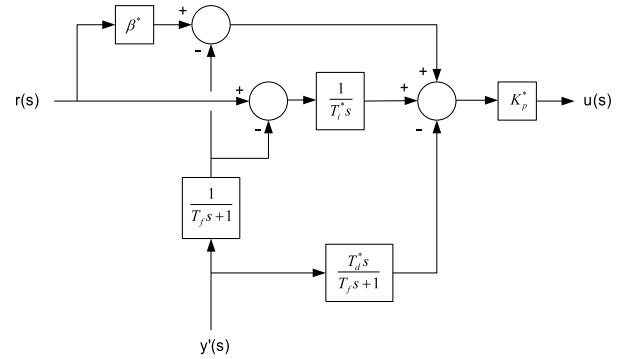 β*
+
-
+
r(s)
+
-
1
T_i^* s
+
-
K_p^*
u(s)
1
T_f s+1
T_d^* s
T_f s+1
y'(s)